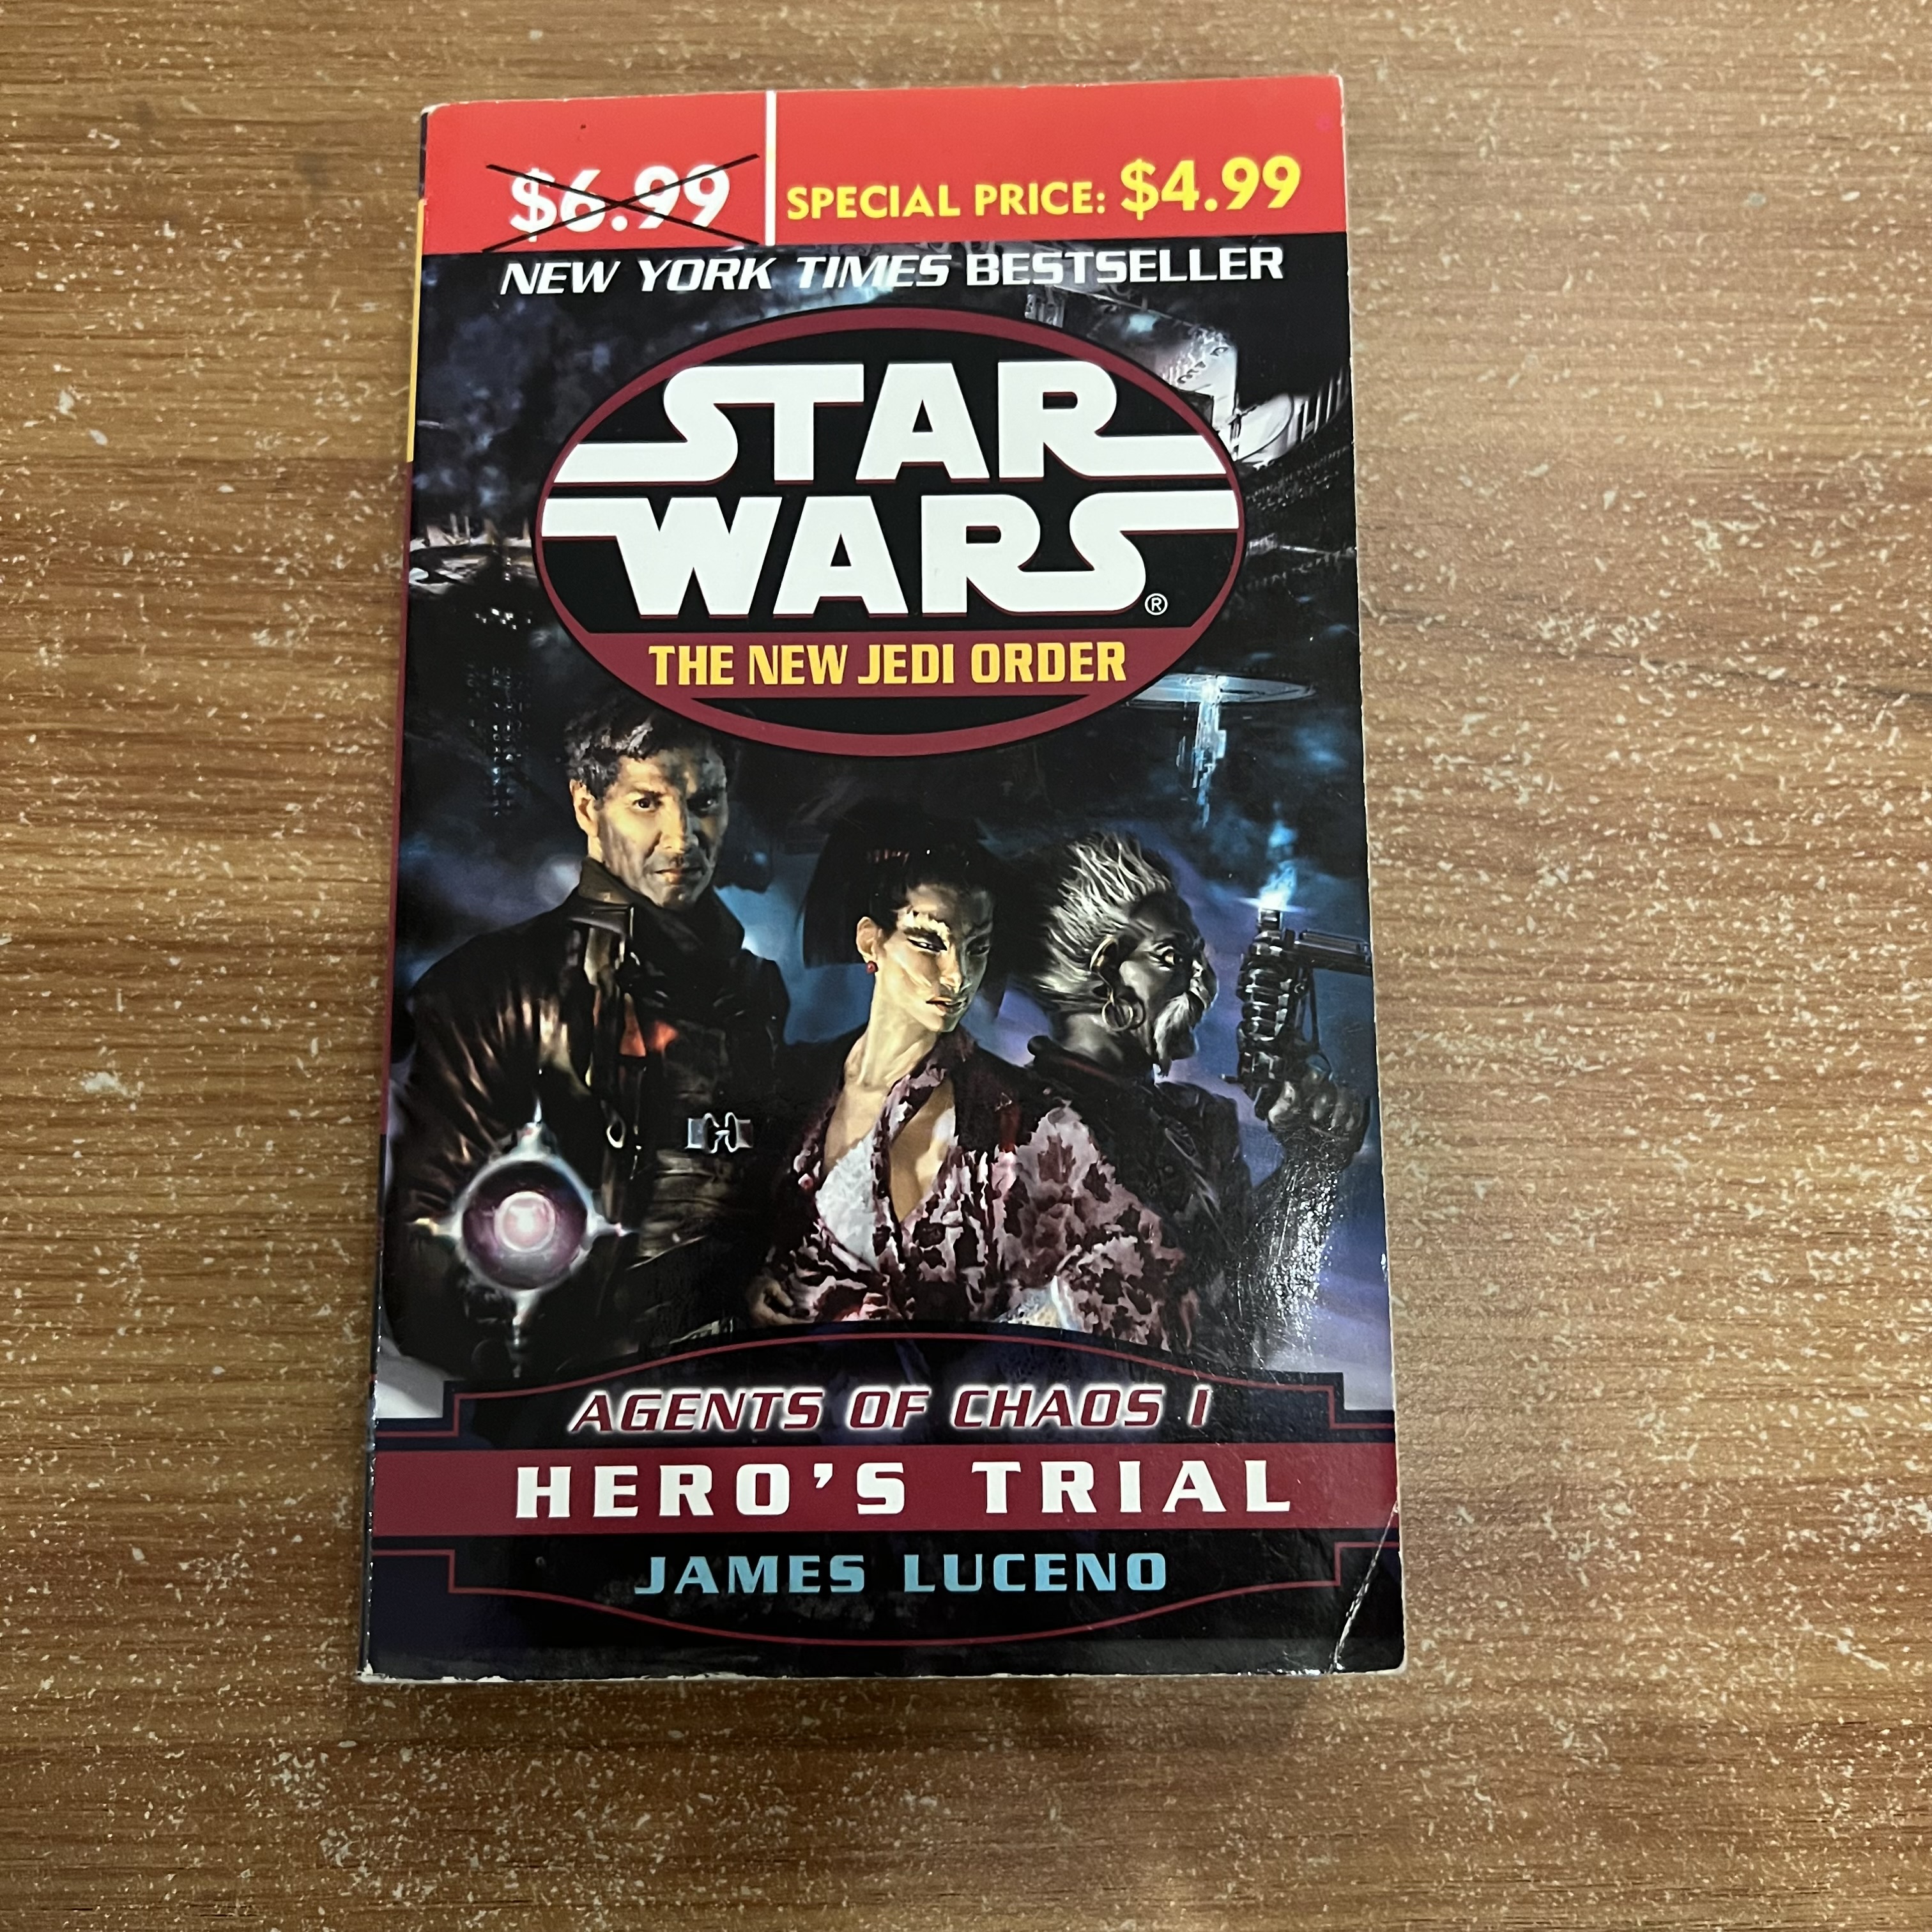 $6.99
SPECIAL PRICE: $4.99
NEW YORK TIMES BESTSELLER
STAR
WARS®
THE NEW JEDI ORDER
AGENTS OF CHAOS I
HERO'S TRIAL
JAMES LUCENO